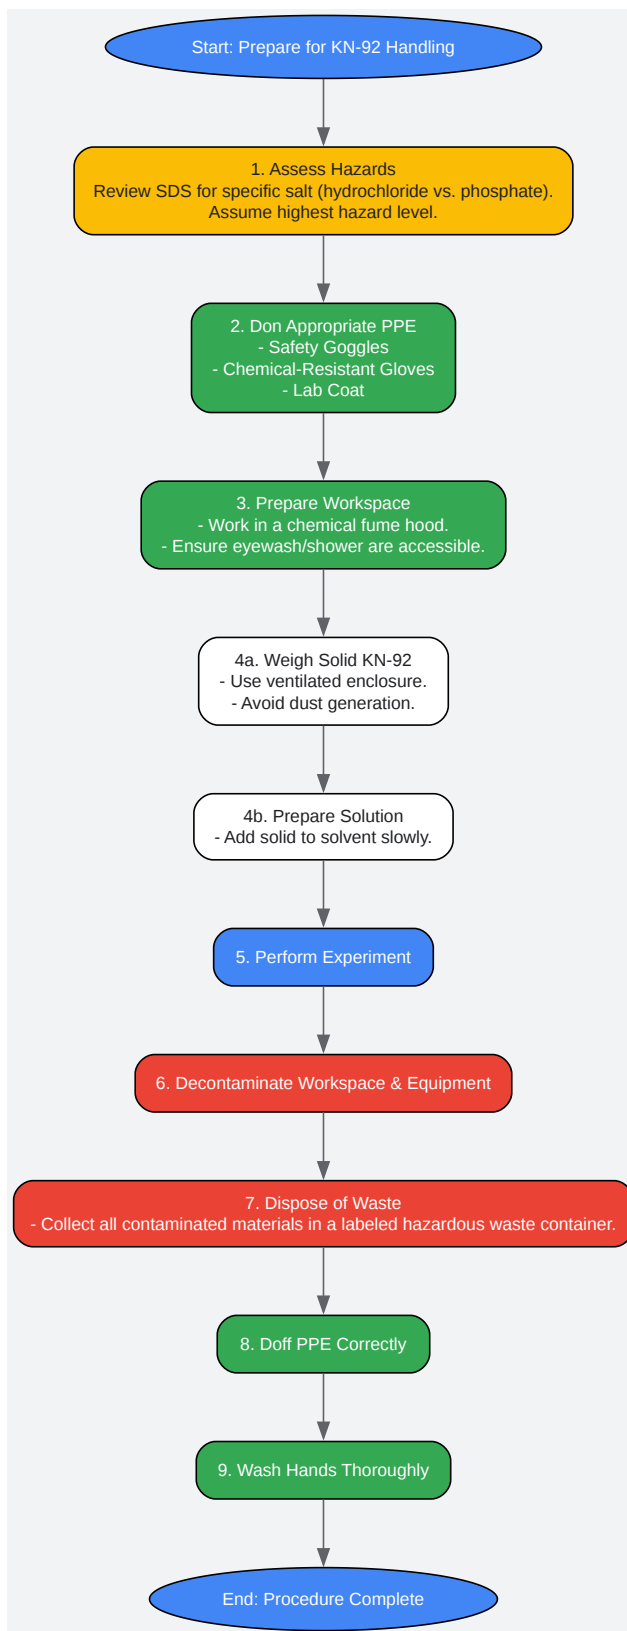 Start: Prepare for KN-92 Handling
1. Assess Hazards
Review SDS for specific salt (hydrochloride vs. phosphate).
Assume highest hazard level.
2. Don Appropriate PPE
- Safety Goggles
- Chemical-Resistant Gloves
- Lab Coat
3. Prepare Workspace
- Work in a chemical fume hood.
- Ensure eyewash/shower are accessible.
4a. Weigh Solid KN-92
- Use ventilated enclosure.
- Avoid dust generation.
4b. Prepare Solution
- Add solid to solvent slowly.
5. Perform Experiment
6. Decontaminate Workspace & Equipment
7. Dispose of Waste
- Collect all contaminated materials in a labeled hazardous waste container.
8. Doff PPE Correctly
9. Wash Hands Thoroughly
End: Procedure Complete